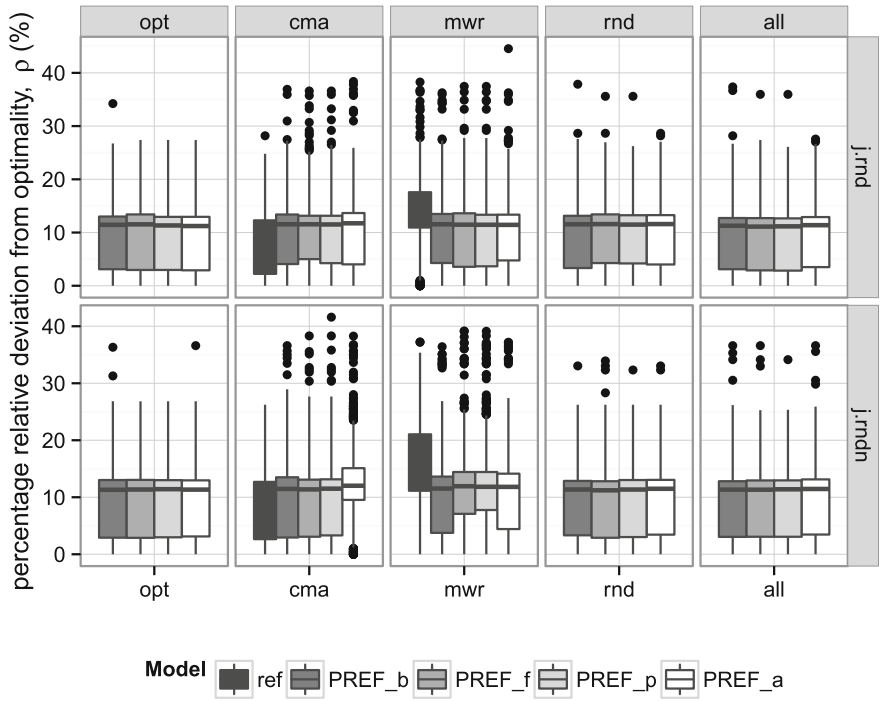 opt cma mwr rnd all
percentage relative deviation from optimality, ρ (%)
40
30
20
10
0
j.rnd
40
30
20
10
0
j.rndn
opt cma mwr rnd all
Model ref PREF_b PREF_f PREF_p PREF_a